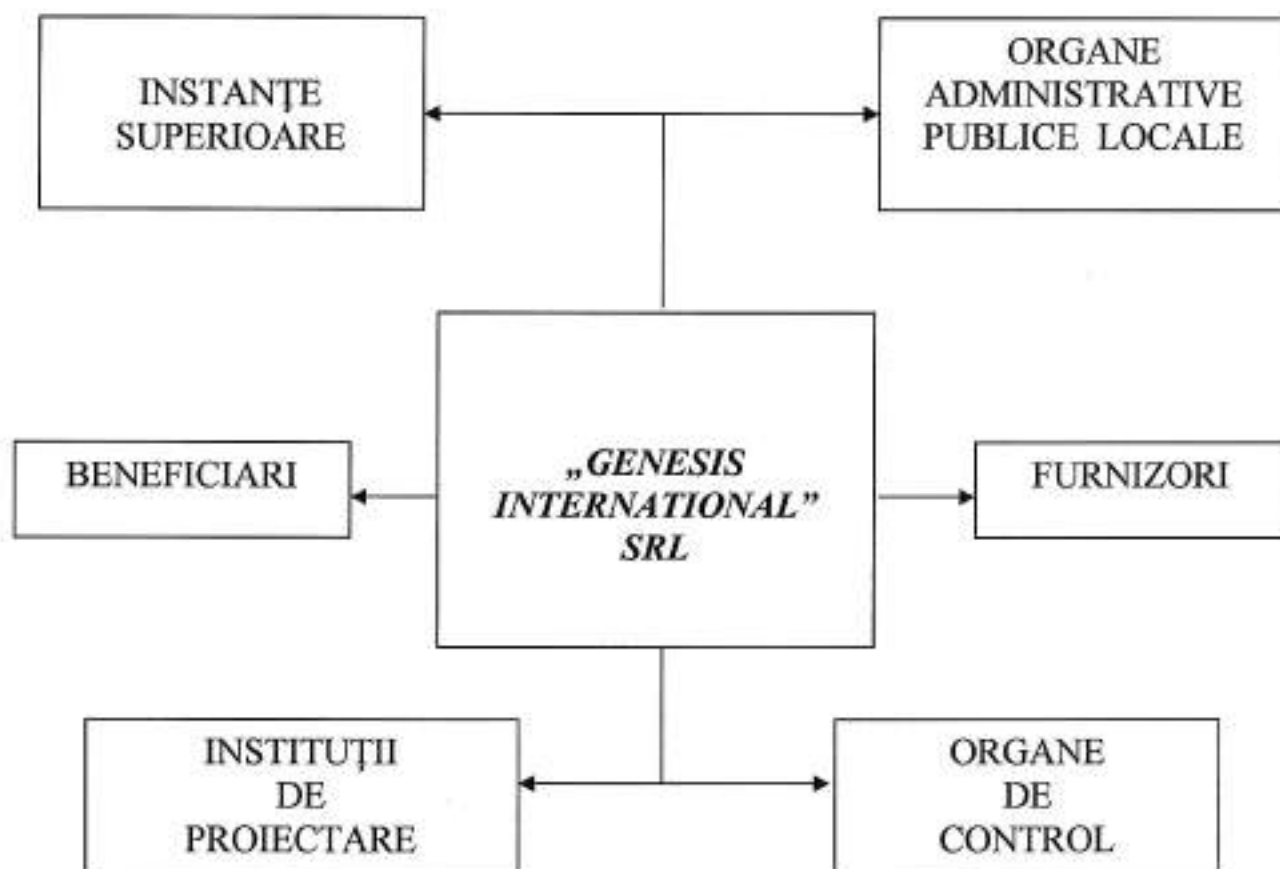 INSTANŢE
SUPERIOARE
ORGANE
ADMINISTRATIVE
PUBLICE LOCALE
BENEFICIARI
„GENESIS
INTERNATIONAL”
SRL
FURNIZORI
INSTITUŢII
DE
PROIECTARE
ORGANE
DE
CONTROL